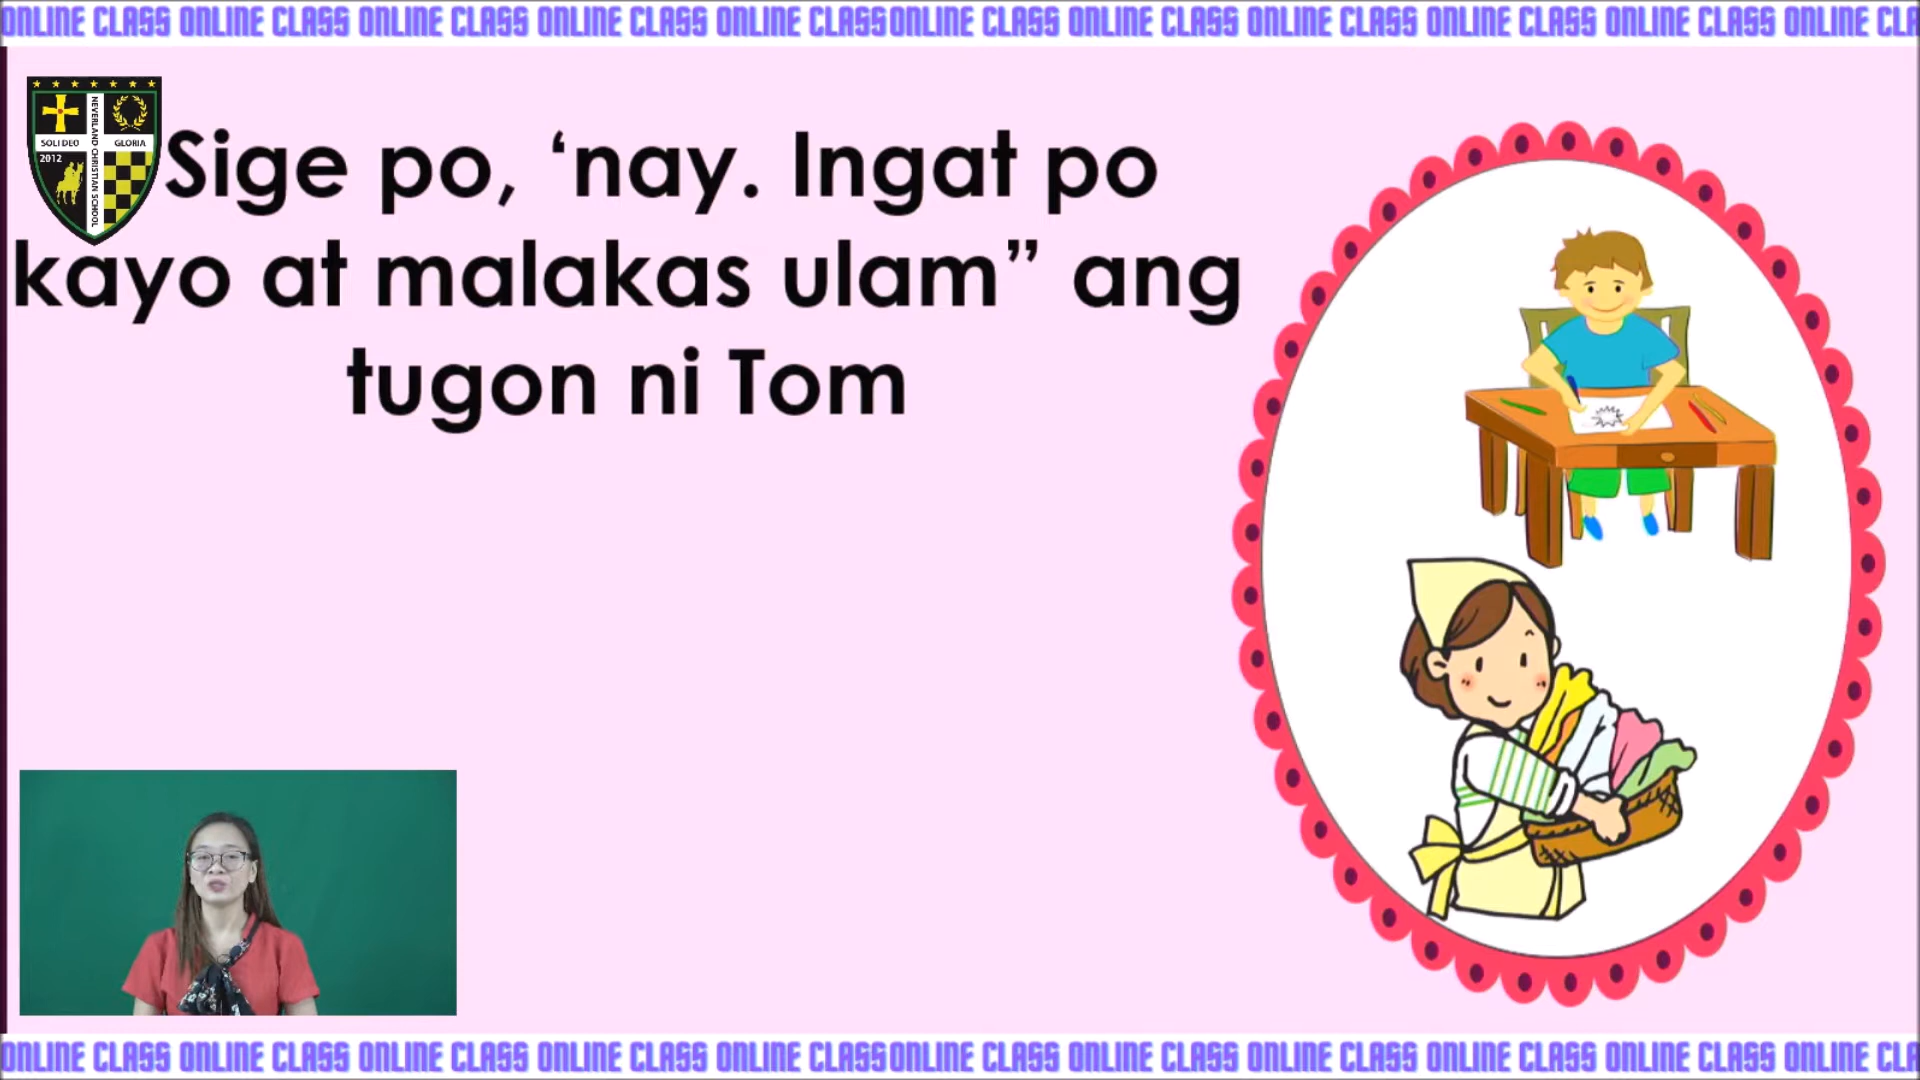 ONLINE CLASS ONLINE CLASS ONLINE CLASS ONLINE CLASS ONLINE CLASSONLINE CLASS ONLINE CLASS ONLINE CLASS ONLINE CLASS ONLINE CLASS ONLINE CLA
NEVERLAND CHRISTIAN SCHOOL
SOLI DEO GLORIA
2012
Sige po, ‘nay. Ingat po
kayo at malakas ulam” ang
tugon ni Tom
ONLINE CLASS ONLINE CLASS ONLINE CLASS ONLINE CLASS ONLINE CLASSONLINE CLASS ONLINE CLASS ONLINE CLASS ONLINE CLASS ONLINE CLASS ONLINE CLA